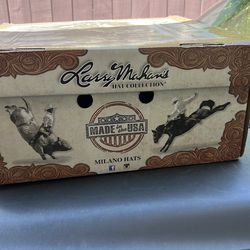 Larry Mahan's
HAT COLLECTION
MADE in the USA
MILANO HATS